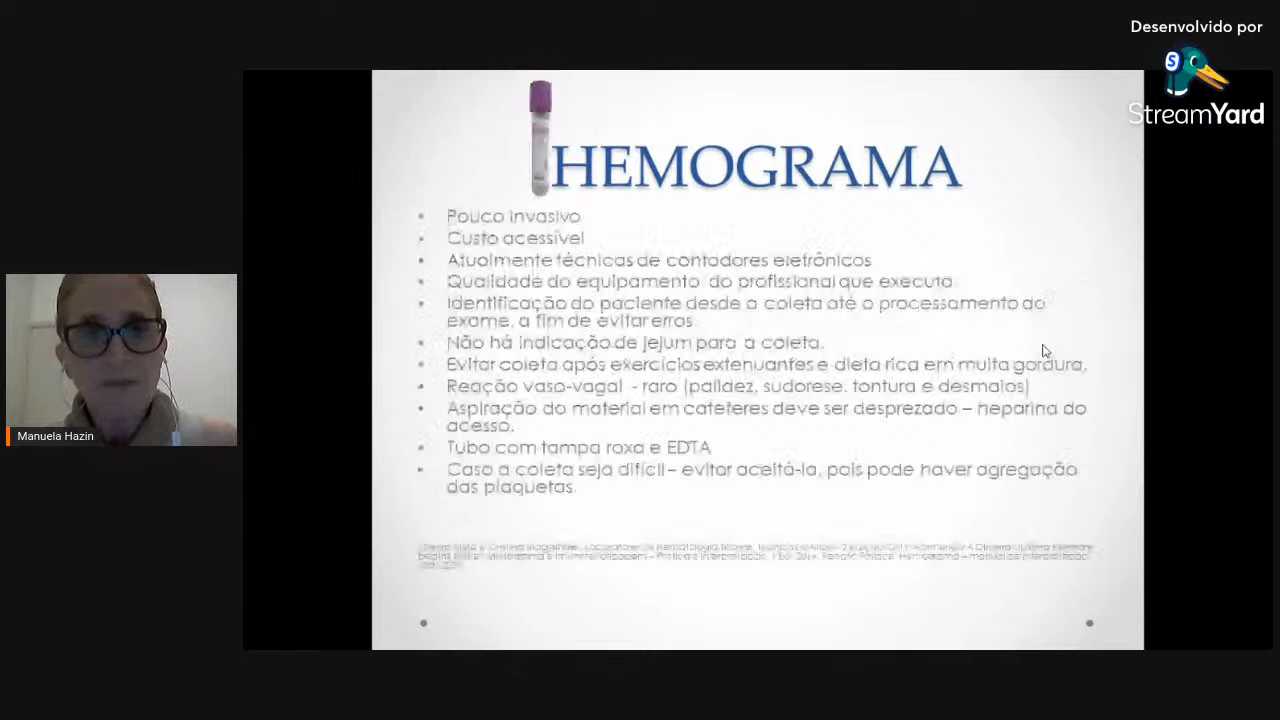 Desenvolvido por
StreamYard
HEMOGRAMA
• Pouco invasivo
• Custo acessível
• Atualmente técnicas de contadores eletrônicos
• Qualidade do equipamento do profissional que executa
• Identificação do paciente desde a coleta até o processamento do
exame, a fim de evitar erros
• Não há indicação de jejum para a coleta.
• Evitar coleta após exercícios extenuantes e dieta rica em muita gordura.
• Reação vaso-vagal - raro (palidez, sudorese, tontura e desmaios)
• Aspiração do material em cateteres deve ser desprezado – heparina do
acesso.
• Tubo com tampa roxa e EDTA
• Caso a coleta seja difícil – evitar aceitá-la, pois pode haver agregação
das plaquetas.
Manuela Hazin